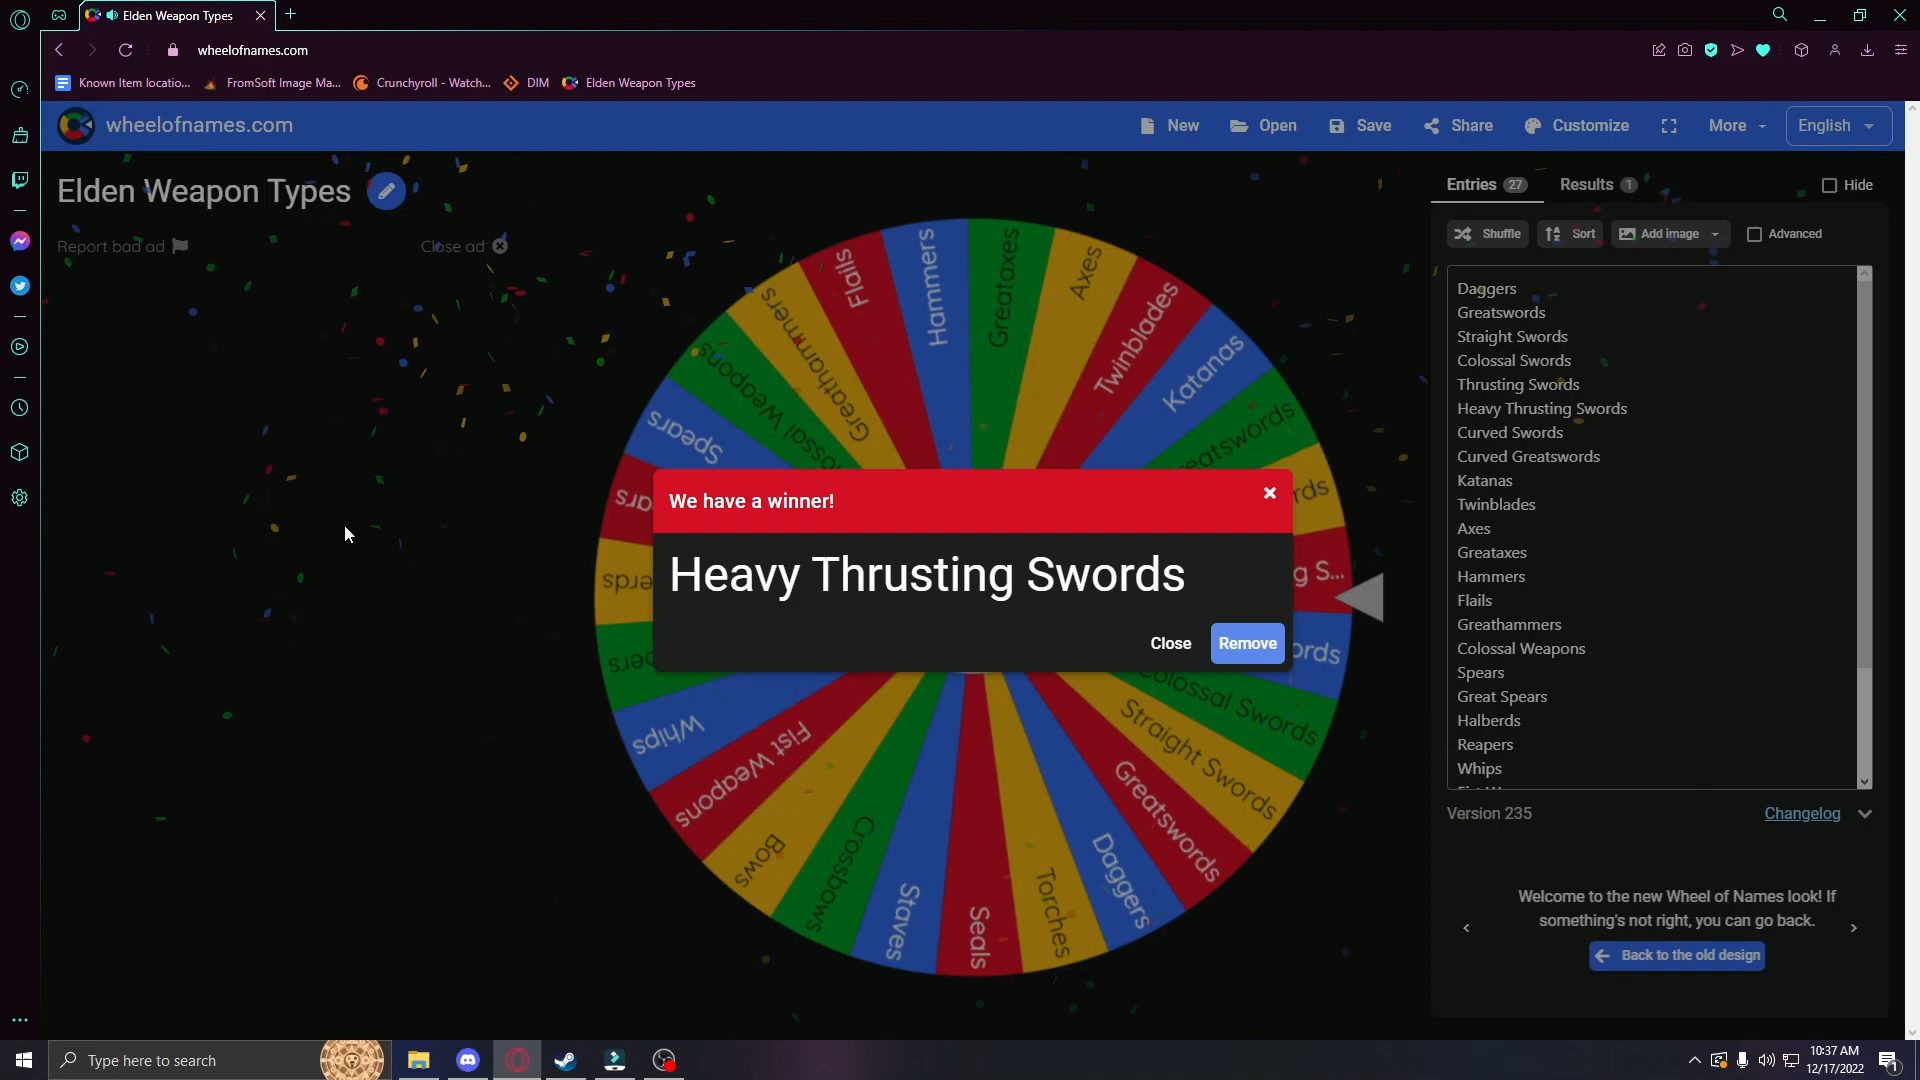 Elden Weapon Types
wheelofnames.com
Known Item locatio...
FromSoft Image Ma...
Crunchyroll - Watch...
DIM
Elden Weapon Types
wheelofnames.com
New
Open
Save
Share
Customize
More
English
Elden Weapon Types
Report bad ad
Close ad
Flails
Hammers
Greataxes
Axes
Twinblades
Katanas
Greathammers
Colossal Weapons
Spears
Whips
Fist Weapons
Bows
Crossbows
Staves
Seals
Torches
Daggers
Greatswords
Straight Swords
Colossal Swords
g S...
We have a winner!
Heavy Thrusting Swords
Close
Remove
Entries 27
Results 1
Hide
Shuffle
Sort
Add image
Advanced
Daggers
Greatswords
Straight Swords
Colossal Swords
Thrusting Swords
Heavy Thrusting Swords
Curved Swords
Curved Greatswords
Katanas
Twinblades
Axes
Greataxes
Hammers
Flails
Greathammers
Colossal Weapons
Spears
Great Spears
Halberds
Reapers
Whips
Version 235
Changelog
Welcome to the new Wheel of Names look! If
something's not right, you can go back.
Back to the old design
Type here to search
10:37 AM
12/17/2022
1